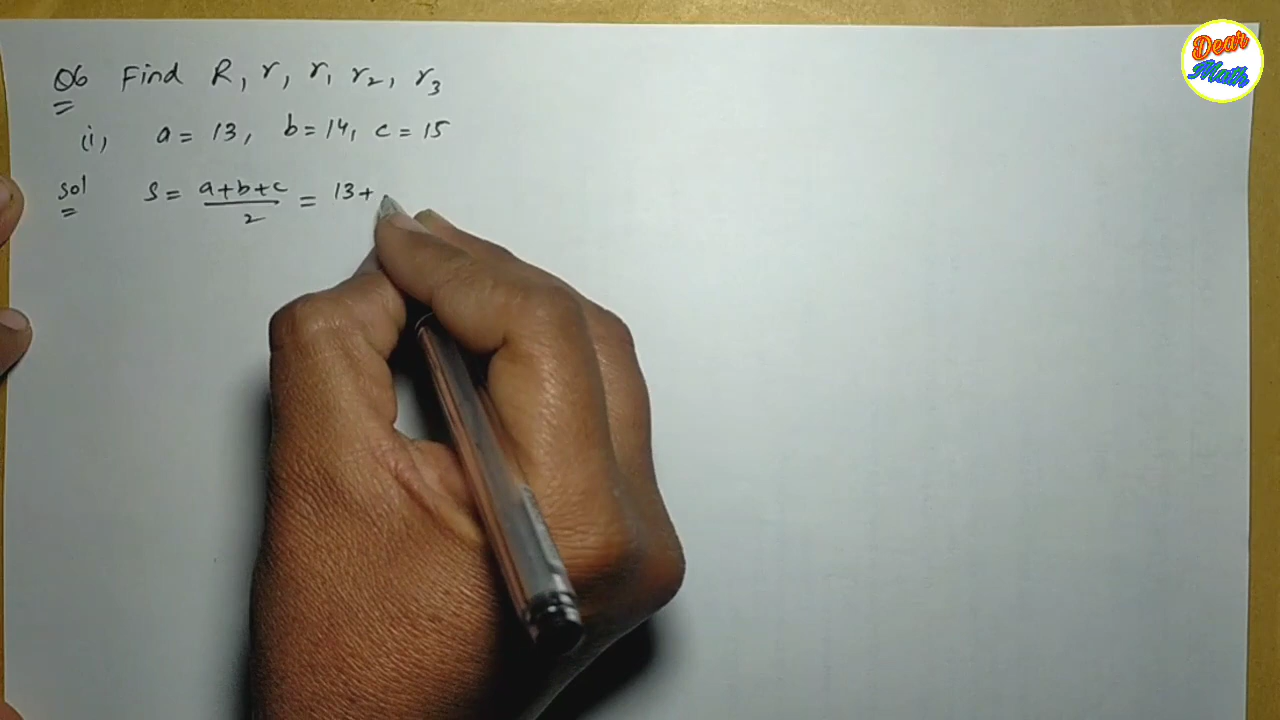 Dear Math
Q6 Find R, r, r₁ r₂, r₃
(i) a = 13, b = 14, c = 15
Sol S = a+b+c/2 = 13+